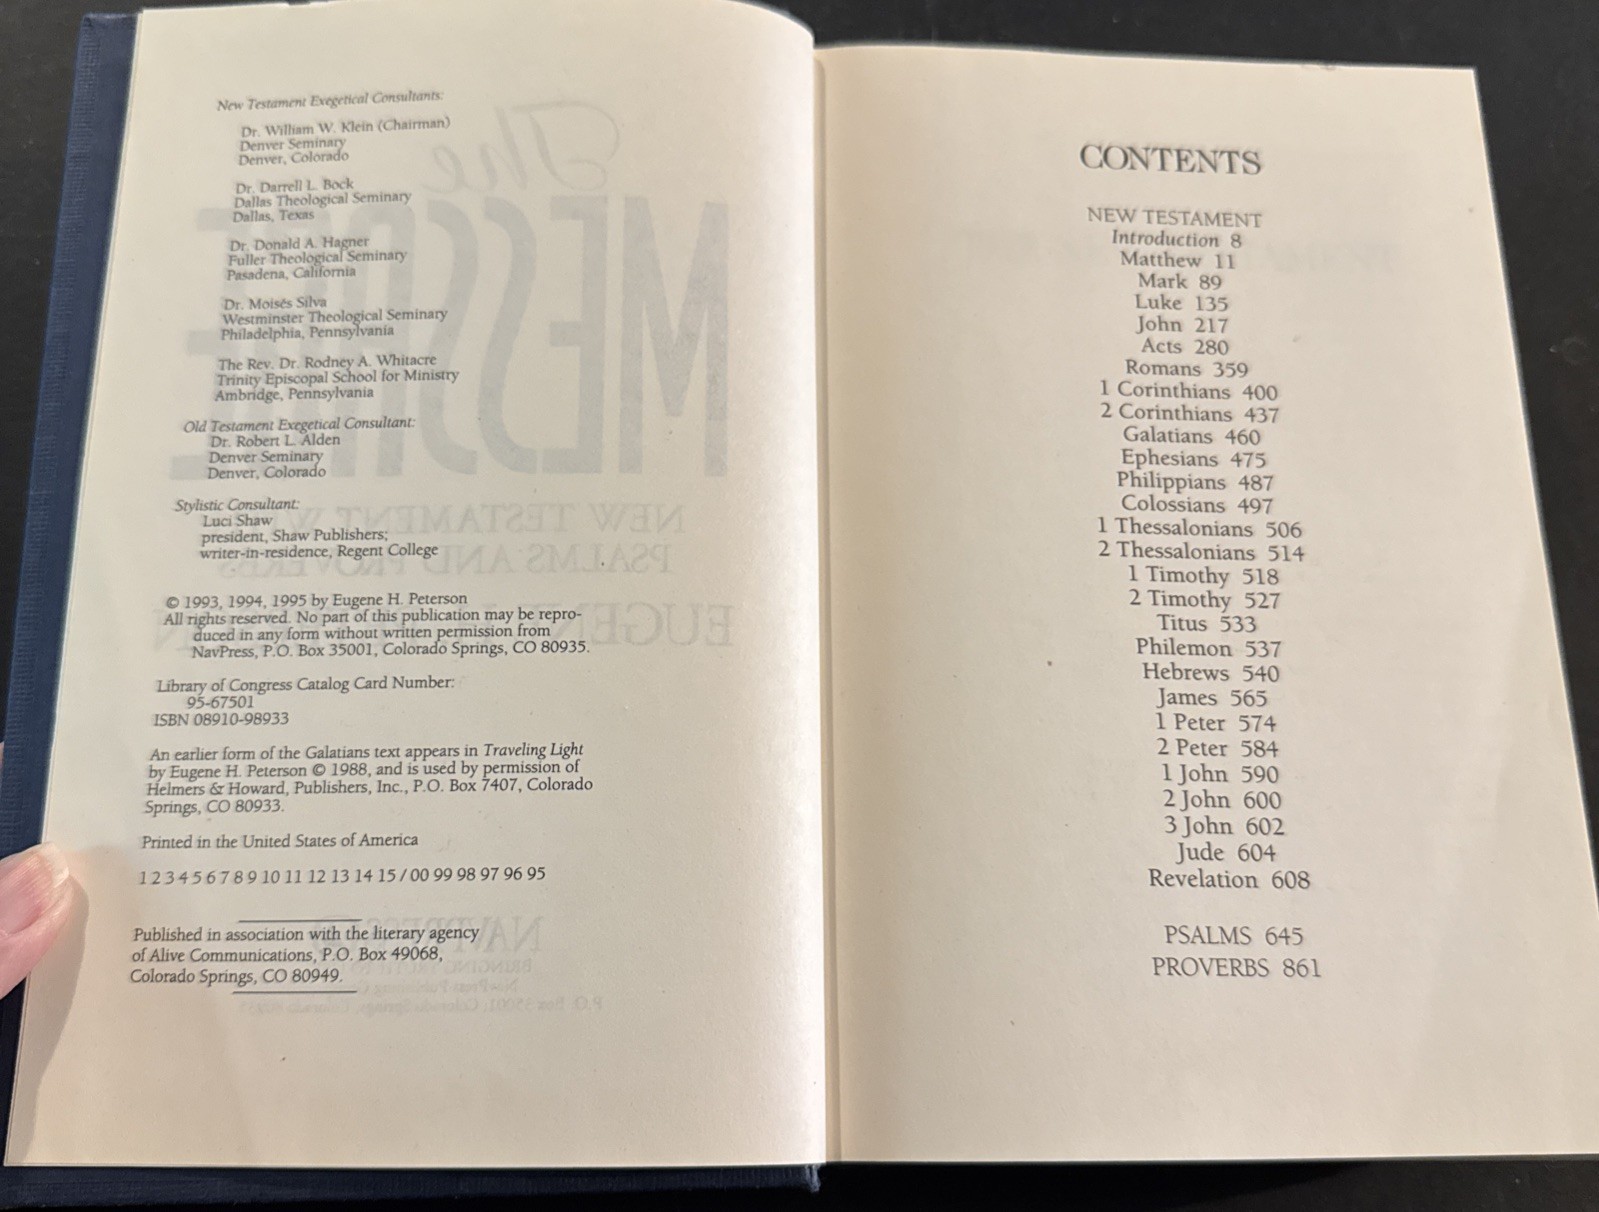 New Testament Exegetical Consultants:
Dr. William W. Klein (Chairman)
Denver Seminary
Denver, Colorado
Dr. Darrell L. Bock
Dallas Theological Seminary
Dallas, Texas
Dr. Donald A. Hagner
Fuller Theological Seminary
Pasadena, California
Dr. Moisés Silva
Westminster Theological Seminary
Philadelphia, Pennsylvania
The Rev. Dr. Rodney A. Whitacre
Trinity Episcopal School for Ministry
Ambridge, Pennsylvania
Old Testament Exegetical Consultant:
Dr. Robert L. Alden
Denver Seminary
Denver, Colorado
Stylistic Consultant:
Luci Shaw
president, Shaw Publishers;
writer-in-residence, Regent College
© 1993, 1994, 1995 by Eugene H. Peterson
All rights reserved. No part of this publication may be repro-
duced in any form without written permission from
NavPress, P.O. Box 35001, Colorado Springs, CO 80935.
Library of Congress Catalog Card Number:
95-67501
ISBN 08910-98933
An earlier form of the Galatians text appears in Traveling Light
by Eugene H. Peterson © 1988, and is used by permission of
Helmers & Howard, Publishers, Inc., P.O. Box 7407, Colorado
Springs, CO 80933.
Printed in the United States of America
1 2 3 4 5 6 7 8 9 10 11 12 13 14 15 / 00 99 98 97 96 95
Published in association with the literary agency
of Alive Communications, P.O. Box 49068,
Colorado Springs, CO 80949.
CONTENTS
NEW TESTAMENT
Introduction 8
Matthew 11
Mark 89
Luke 135
John 217
Acts 280
Romans 359
1 Corinthians 400
2 Corinthians 437
Galatians 460
Ephesians 475
Philippians 487
Colossians 497
1 Thessalonians 506
2 Thessalonians 514
1 Timothy 518
2 Timothy 527
Titus 533
Philemon 537
Hebrews 540
James 565
1 Peter 574
2 Peter 584
1 John 590
2 John 600
3 John 602
Jude 604
Revelation 608
PSALMS 645
PROVERBS 861